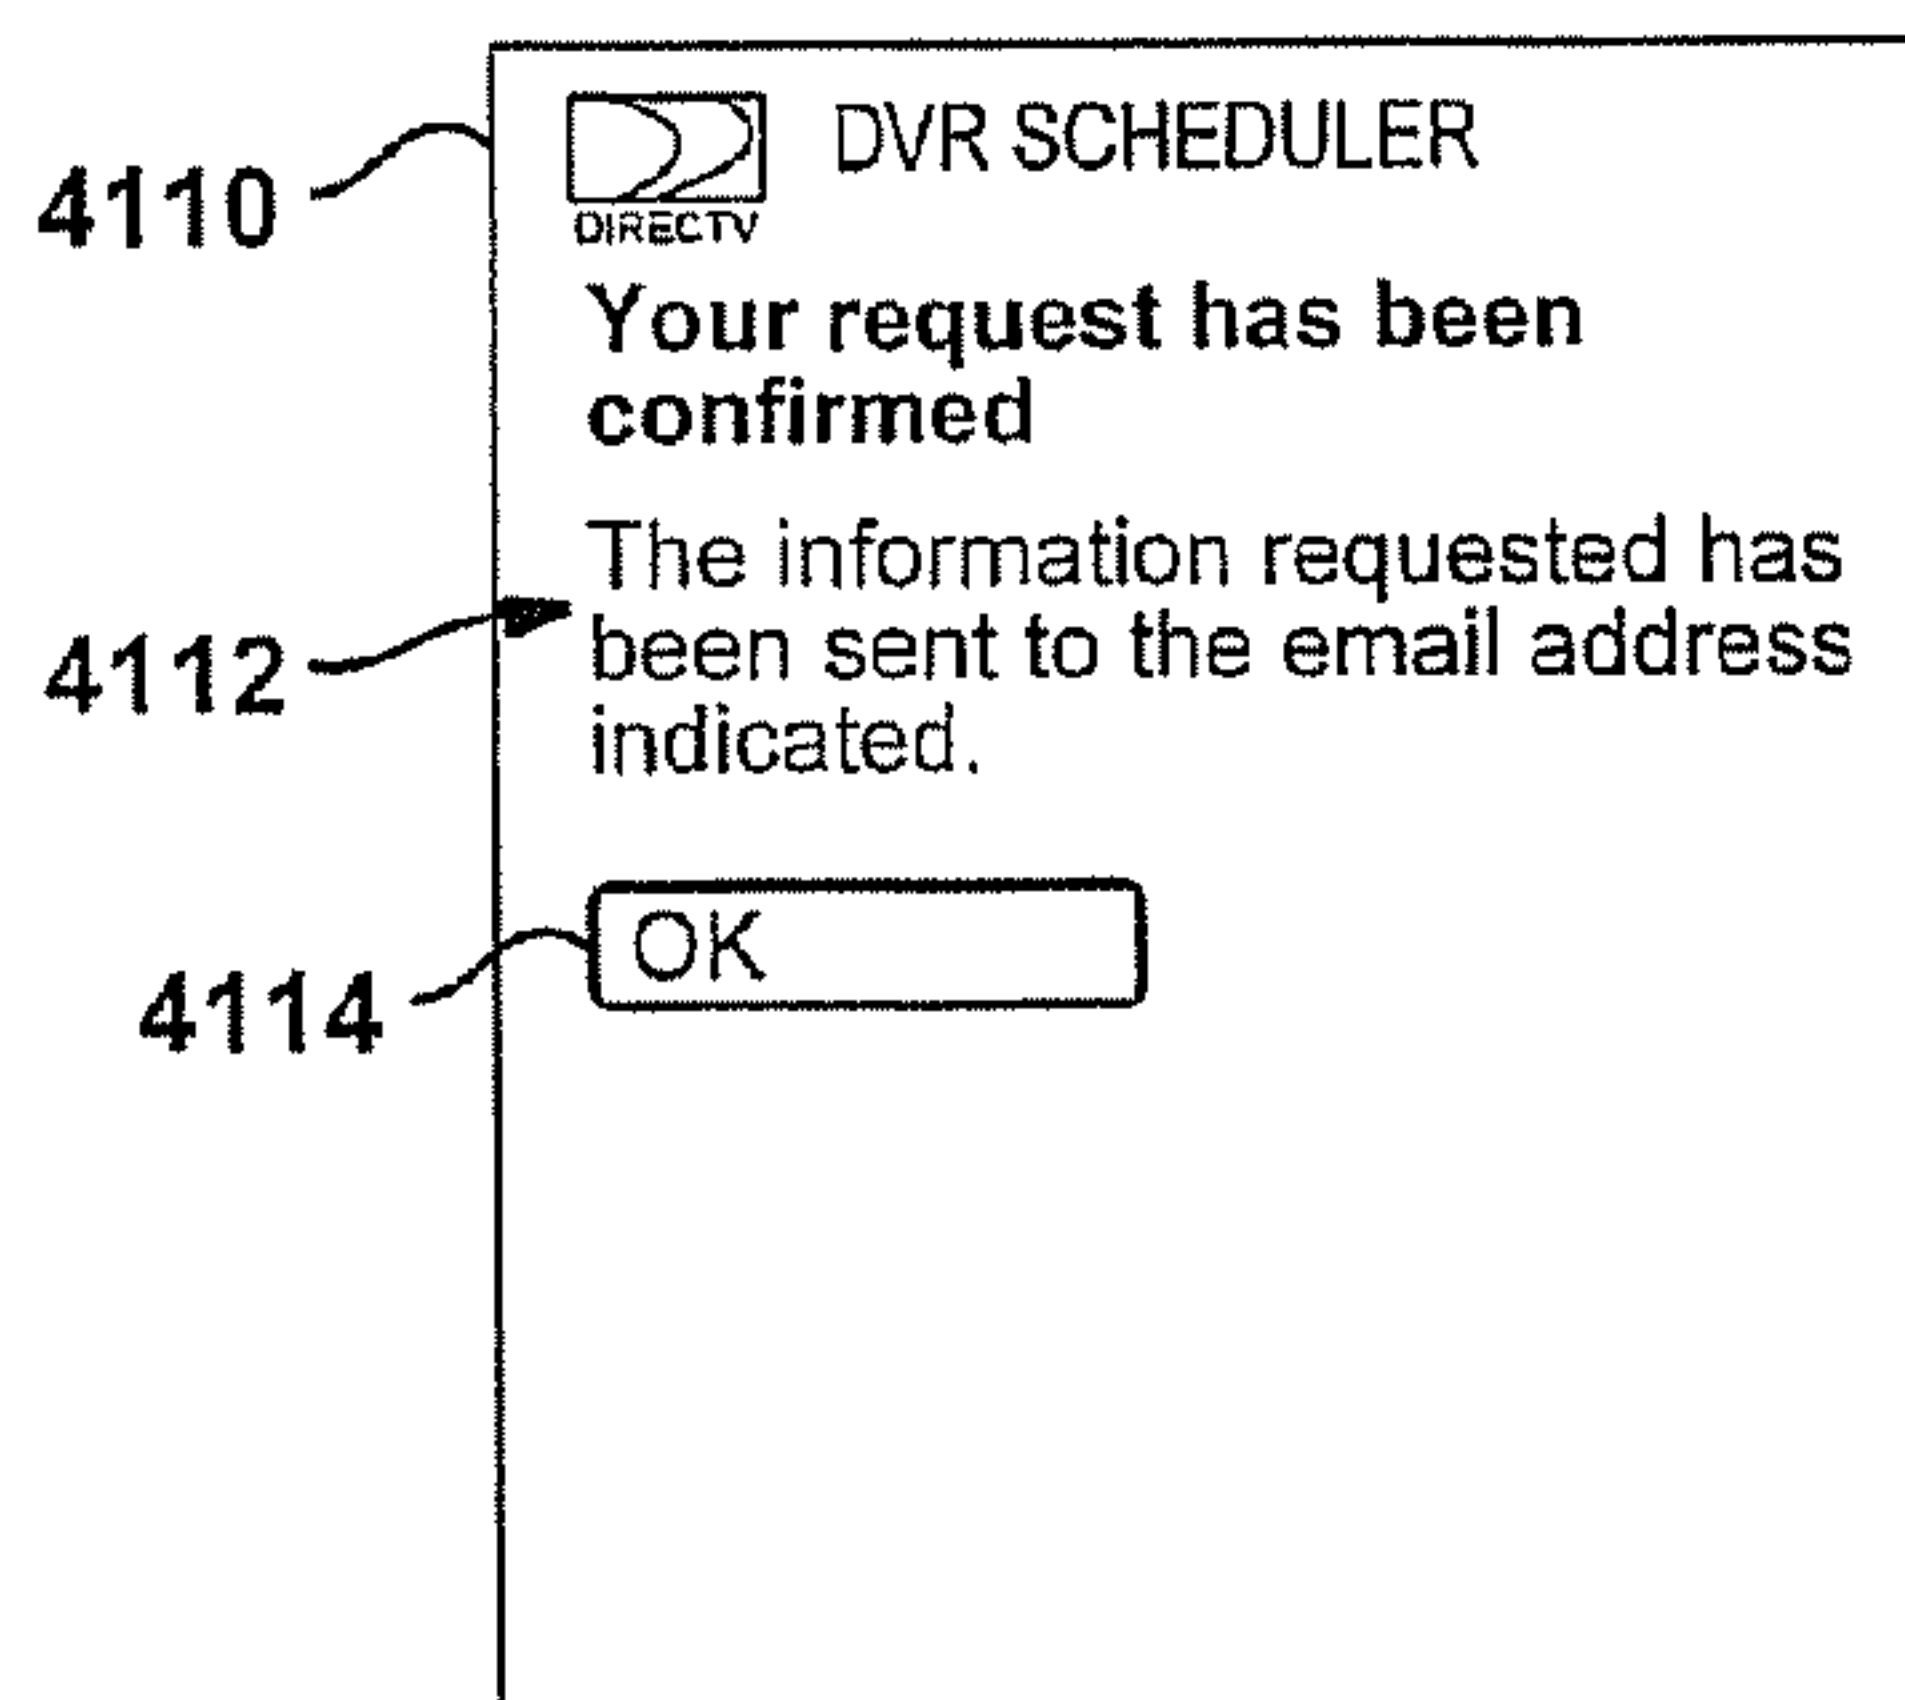 DVR SCHEDULER
4110
DIRECTV
Your request has been
confirmed
The information requested has
4112
been sent to the email address
indicated.
OK
4114